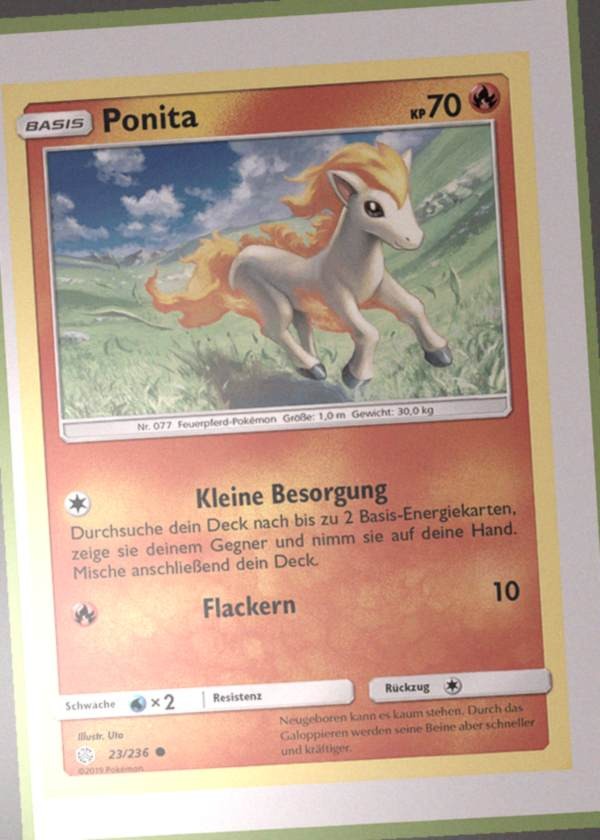 BASIS Ponita KP 70
Nr. 077 Feuerpferd-Pokémon Größe: 1,0 m Gewicht: 30,0 kg
Kleine Besorgung
Durchsuche dein Deck nach bis zu 2 Basis-Energiekarten,
zeige sie deinem Gegner und nimm sie auf deine Hand.
Mische anschließend dein Deck.
Flackern 10
Schwäche ×2 Resistenz Rückzug
Illustr. Uta
23/236
©2019 Pokémon
Neugeboren kann es kaum stehen. Durch das
Galoppieren werden seine Beine aber schneller
und kräftiger.